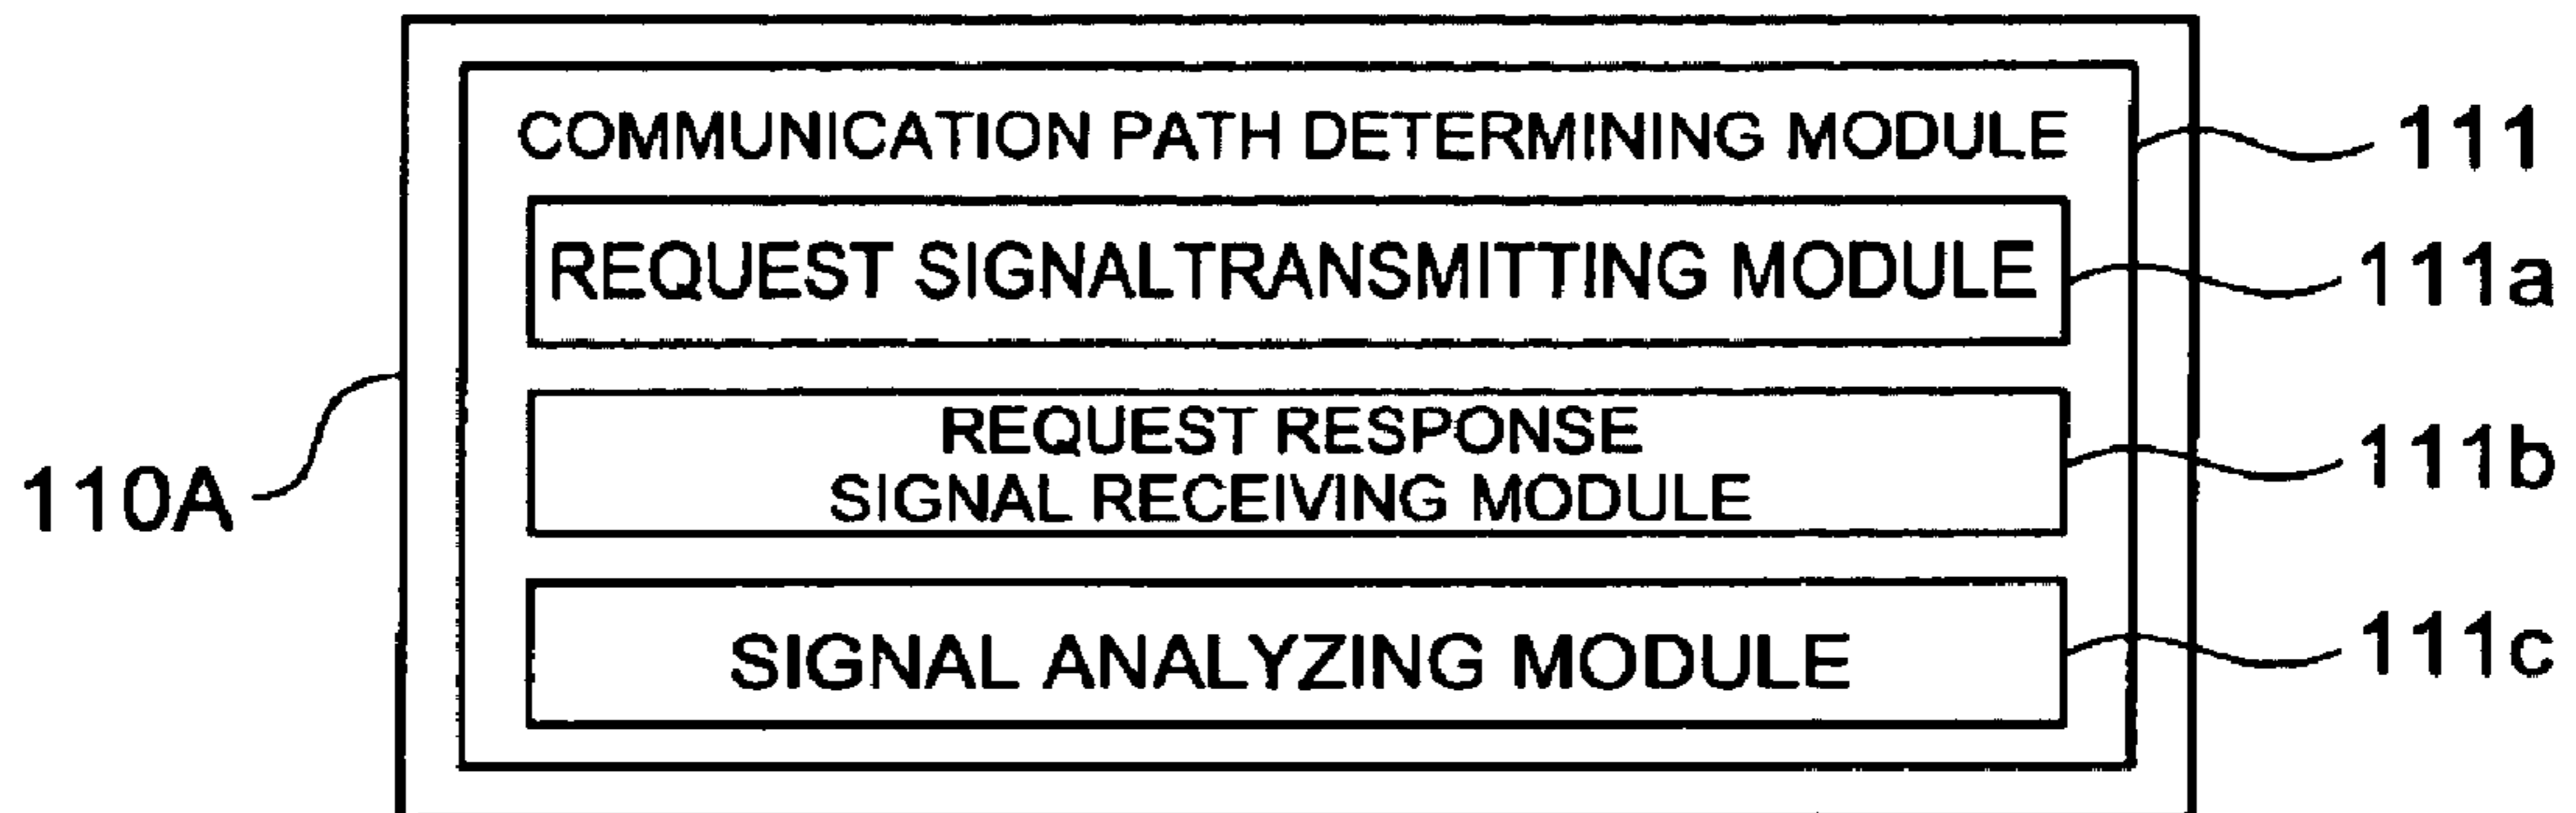 COMMUNICATION PATH DETERMINING MODULE
111
REQUEST SIGNALTRANSMITTING MODULE
111a
REQUEST RESPONSE
SIGNAL RECEIVING MODULE
111b
110A
SIGNAL ANALYZING MODULE
111c